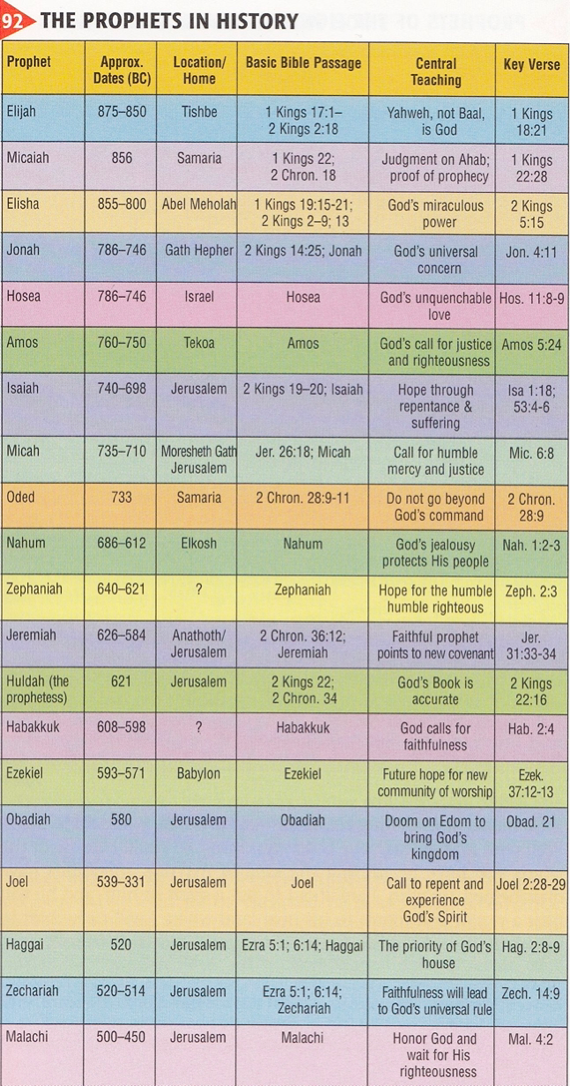 92 THE PROPHETS IN HISTORY
Prophet | Approx. Dates (BC) | Location/ Home | Basic Bible Passage | Central Teaching | Key Verse
Elijah | 875–850 | Tishbe | 1 Kings 17:1– 2 Kings 2:18 | Yahweh, not Baal, is God | 1 Kings 18:21
Micaiah | 856 | Samaria | 1 Kings 22; 2 Chron. 18 | Judgment on Ahab; proof of prophecy | 1 Kings 22:28
Elisha | 855–800 | Abel Meholah | 1 Kings 19:15-21; 2 Kings 2–9; 13 | God's miraculous power | 2 Kings 5:15
Jonah | 786–746 | Gath Hepher | 2 Kings 14:25; Jonah | God's universal concern | Jon. 4:11
Hosea | 786–746 | Israel | Hosea | God's unquenchable love | Hos. 11:8-9
Amos | 760–750 | Tekoa | Amos | God's call for justice and righteousness | Amos 5:24
Isaiah | 740–698 | Jerusalem | 2 Kings 19–20; Isaiah | Hope through repentance & suffering | Isa 1:18; 53:4-6
Micah | 735–710 | Moresheth Gath Jerusalem | Jer. 26:18; Micah | Call for humble mercy and justice | Mic. 6:8
Oded | 733 | Samaria | 2 Chron. 28:9-11 | Do not go beyond God's command | 2 Chron. 28:9
Nahum | 686–612 | Elkosh | Nahum | God's jealousy protects His people | Nah. 1:2-3
Zephaniah | 640–621 | ? | Zephaniah | Hope for the humble humble righteous | Zeph. 2:3
Jeremiah | 626–584 | Anathoth/ Jerusalem | 2 Chron. 36:12; Jeremiah | Faithful prophet points to new covenant | Jer. 31:33-34
Huldah (the prophetess) | 621 | Jerusalem | 2 Kings 22; 2 Chron. 34 | God's Book is accurate | 2 Kings 22:16
Habakkuk | 608–598 | ? | Habakkuk | God calls for faithfulness | Hab. 2:4
Ezekiel | 593–571 | Babylon | Ezekiel | Future hope for new community of worship | Ezek. 37:12-13
Obadiah | 580 | Jerusalem | Obadiah | Doom on Edom to bring God's kingdom | Obad. 21
Joel | 539–331 | Jerusalem | Joel | Call to repent and experience God's Spirit | Joel 2:28-29
Haggai | 520 | Jerusalem | Ezra 5:1; 6:14; Haggai | The priority of God's house | Hag. 2:8-9
Zechariah | 520–514 | Jerusalem | Ezra 5:1; 6:14; Zechariah | Faithfulness will lead to God's universal rule | Zech. 14:9
Malachi | 500–450 | Jerusalem | Malachi | Honor God and wait for His righteousness | Mal. 4:2